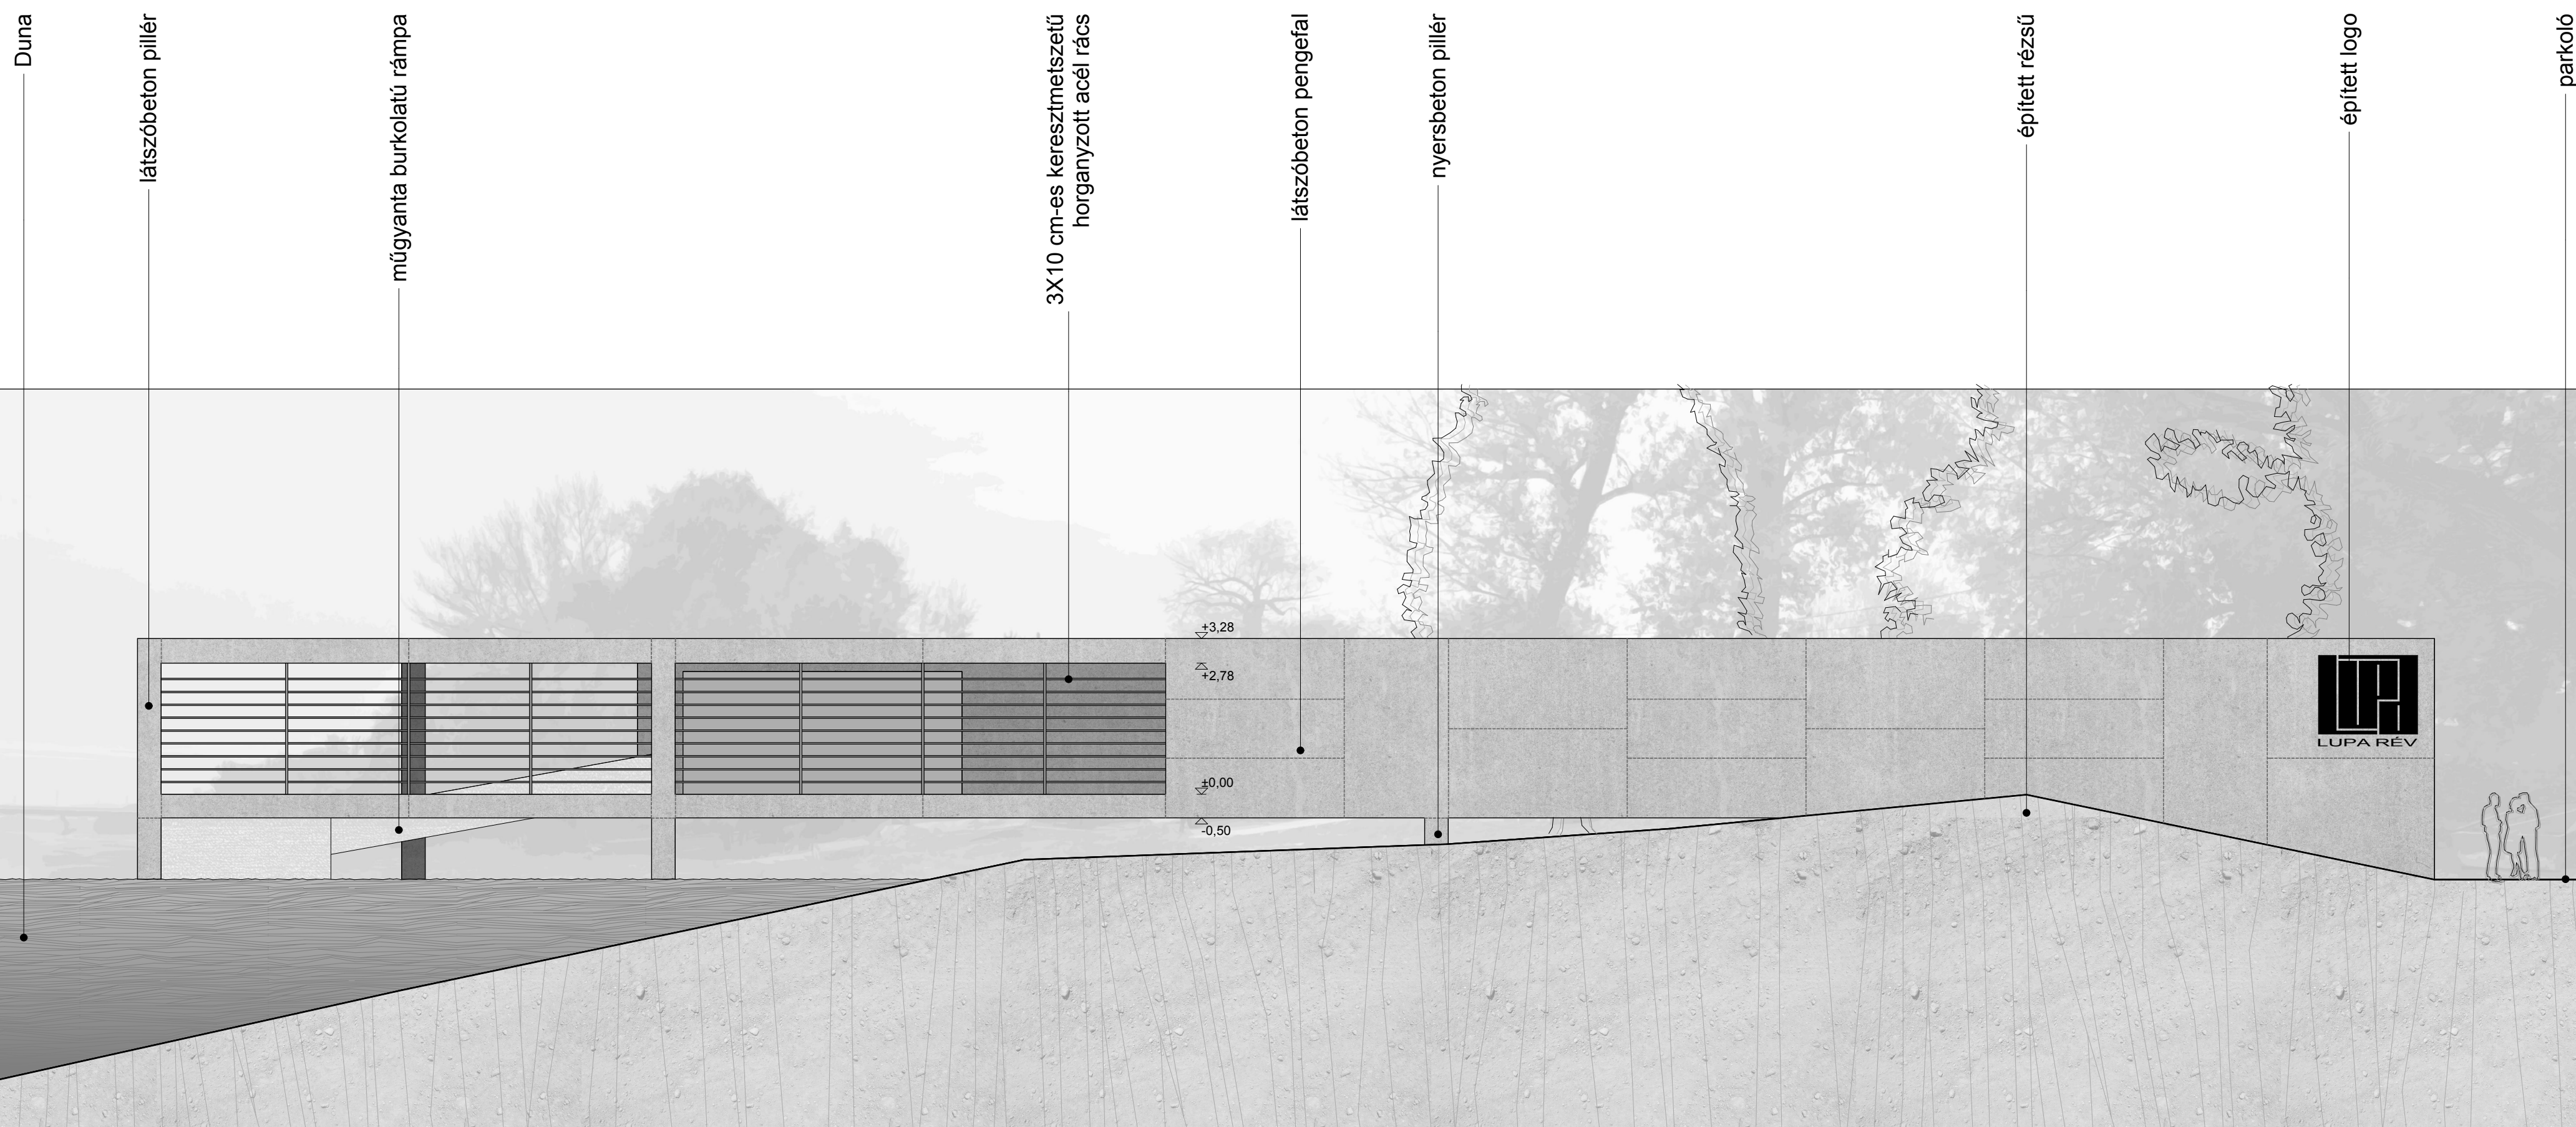 Duna
látszóbeton pillér
műgyanta burkolatú rámpa
3X10 cm-es keresztmetszetű
horganyzott acél rács
látszóbeton pengefal
nyersbeton pillér
épített rézsű
épített logo
parkoló
+3,28
+2,78
±0,00
-0,50
LUPA RÉV